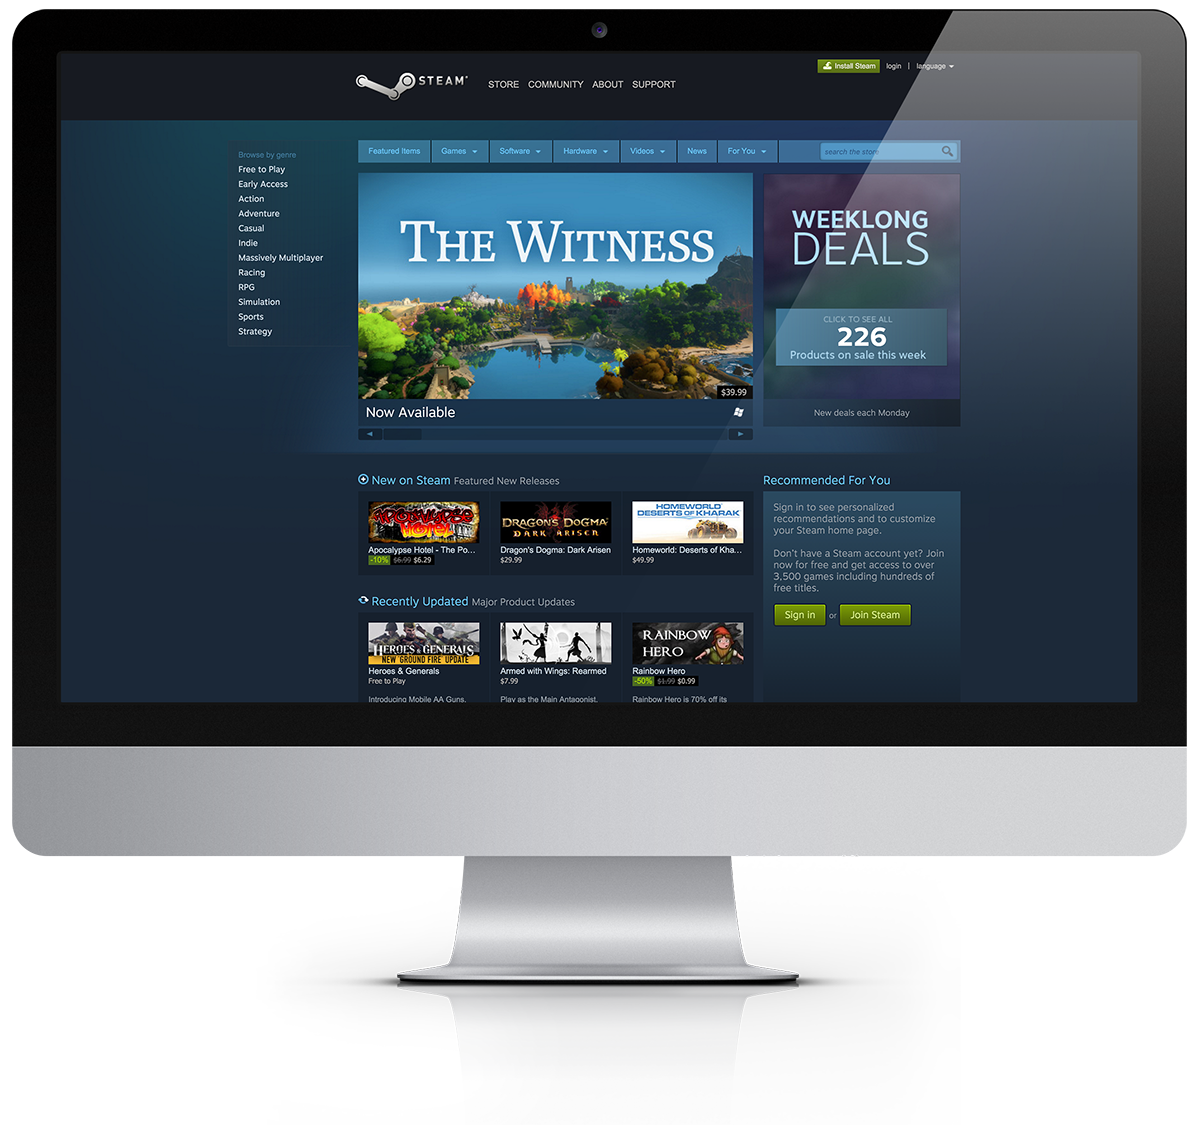 STEAM
STORE COMMUNITY ABOUT SUPPORT
Install Steam login | language
Browse by genre
Free to Play
Early Access
Action
Adventure
Casual
Indie
Massively Multiplayer
Racing
RPG
Simulation
Sports
Strategy
Featured Items Games Software Hardware Videos News For You search the store
THE WITNESS
$39.99
Now Available
WEEKLONG
DEALS
CLICK TO SEE ALL
226
Products on sale this week
New deals each Monday
New on Steam Featured New Releases
APOCALYPSE
HOTEL
Apocalypse Hotel - The Po...
-10% $6.99 $6.29
DRAGON'S DOGMA
DARK ARISEN
Dragon's Dogma: Dark Arisen
$29.99
HOMEWORLD
DESERTS OF KHARAK
Homeworld: Deserts of Kha...
$49.99
Recently Updated Major Product Updates
HEROES & GENERALS
NEW GROUND FIRE UPDATE
Heroes & Generals
Free to Play
Introducing Mobile AA Guns,
Armed with Wings: Rearmed
$7.99
Play as the Main Antagonist,
RAINBOW
HERO
Rainbow Hero
-50% $1.99 $0.99
Rainbow Hero is 70% off its
Recommended For You
Sign in to see personalized
recommendations and to customize
your Steam home page.
Don't have a Steam account yet? Join
now for free and get access to over
3,500 games including hundreds of
free titles.
Sign in or Join Steam